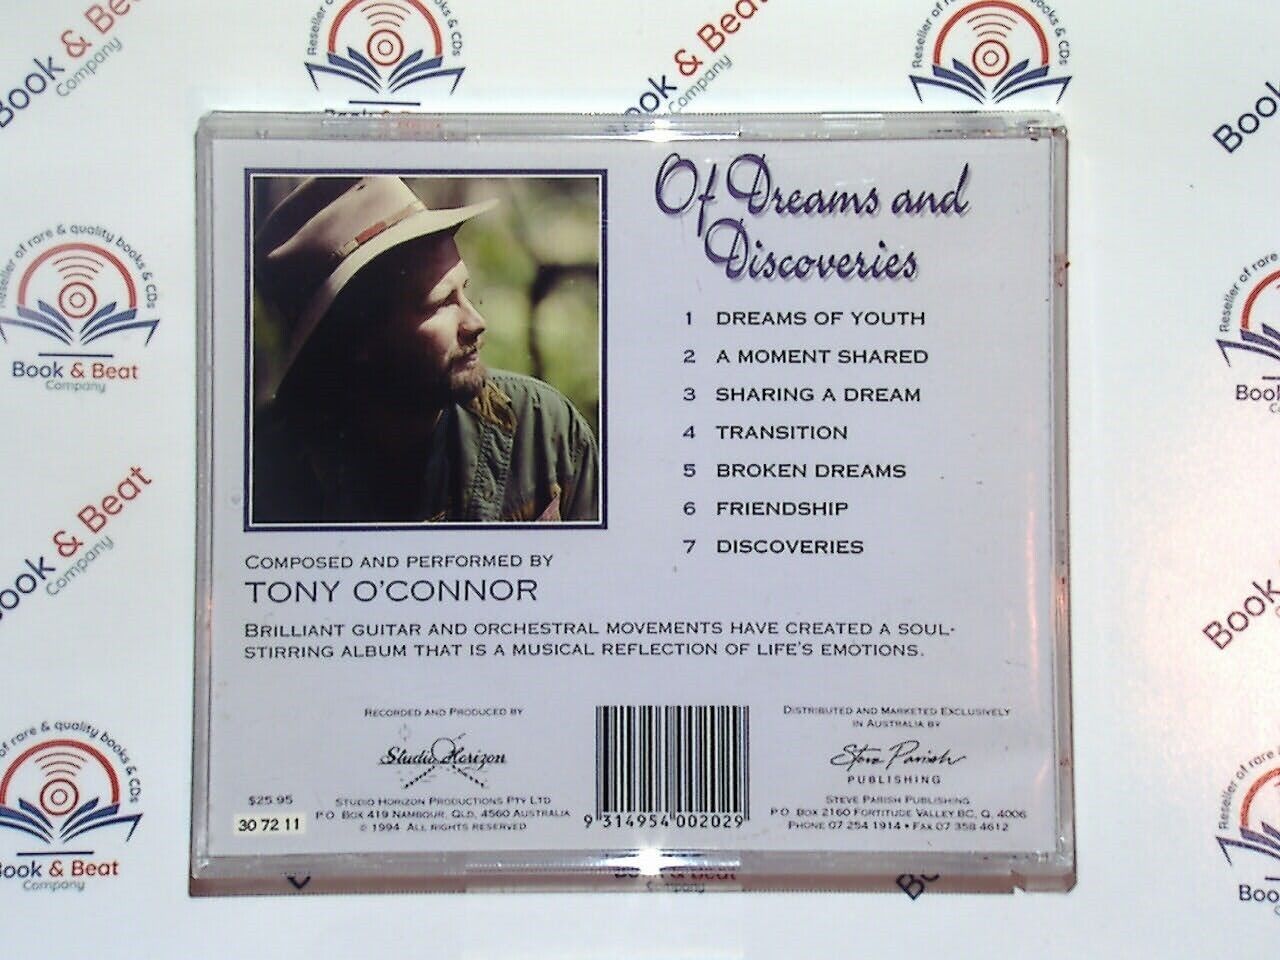 Book & Beat
Company
Reseller of rare & quality books & CDs
Of Dreams and
Discoveries
1 DREAMS OF YOUTH
2 A MOMENT SHARED
3 SHARING A DREAM
4 TRANSITION
5 BROKEN DREAMS
6 FRIENDSHIP
7 DISCOVERIES
COMPOSED AND PERFORMED BY
TONY O'CONNOR
BRILLIANT GUITAR AND ORCHESTRAL MOVEMENTS HAVE CREATED A SOUL-
STIRRING ALBUM THAT IS A MUSICAL REFLECTION OF LIFE'S EMOTIONS.
RECORDED AND PRODUCED BY
Studio Horizon
STUDIO HORIZON PRODUCTIONS PTY LTD
P.O. BOX 419 NAMBOUR, QLD, 4560 AUSTRALIA
© 1994 ALL RIGHTS RESERVED
$25.95
30 72 11
9 314954 002029
DISTRIBUTED AND MARKETED EXCLUSIVELY
IN AUSTRALIA BY
Steve Parish
PUBLISHING
STEVE PARISH PUBLISHING
P.O. BOX 2160 FORTITUDE VALLEY BC, Q. 4006
PHONE 07 254 1914 • FAX 07 358 4612